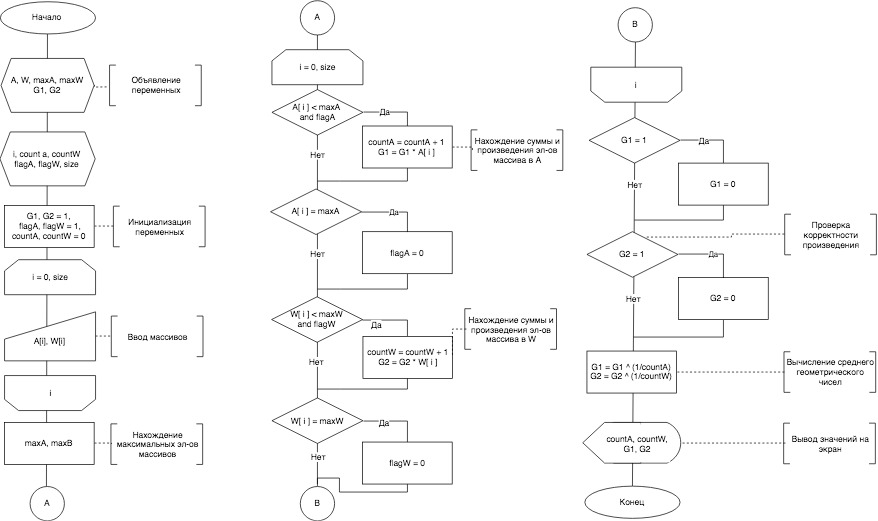 Начало
A, W, maxA, maxW
G1, G2
Объявление
переменных
i, count a, countW
flagA, flagW, size
G1, G2 = 1,
flagA, flagW = 1,
countA, countW = 0
Инициализация
переменных
i = 0, size
A[i], W[i]
Ввод массивов
i
maxA, maxB
Нахождение
максимальных эл-ов
массивов
A
A
i = 0, size
A[ i ] < maxA
and flagA
Да
countA = countA + 1
G1 = G1 * A[ i ]
Нахождение суммы и
произведения эл-ов
массива в A
Нет
A[ i ] = maxA
Да
flagA = 0
Нет
W[ i ] < maxW
and flagW
Да
countW = countW + 1
G2 = G2 * W[ i ]
Нахождение суммы и
произведения эл-ов
массива в W
Нет
W[ i ] = maxW
Да
flagW = 0
Нет
B
B
i
G1 = 1
Да
G1 = 0
Нет
Проверка
корректности
произведения
G2 = 1
Да
G2 = 0
Нет
G1 = G1 ^ (1/countA)
G2 = G2 ^ (1/countW)
Вычисление среднего
геометрического
чисел
countA, countW,
G1, G2
Вывод значений на
экран
Конец